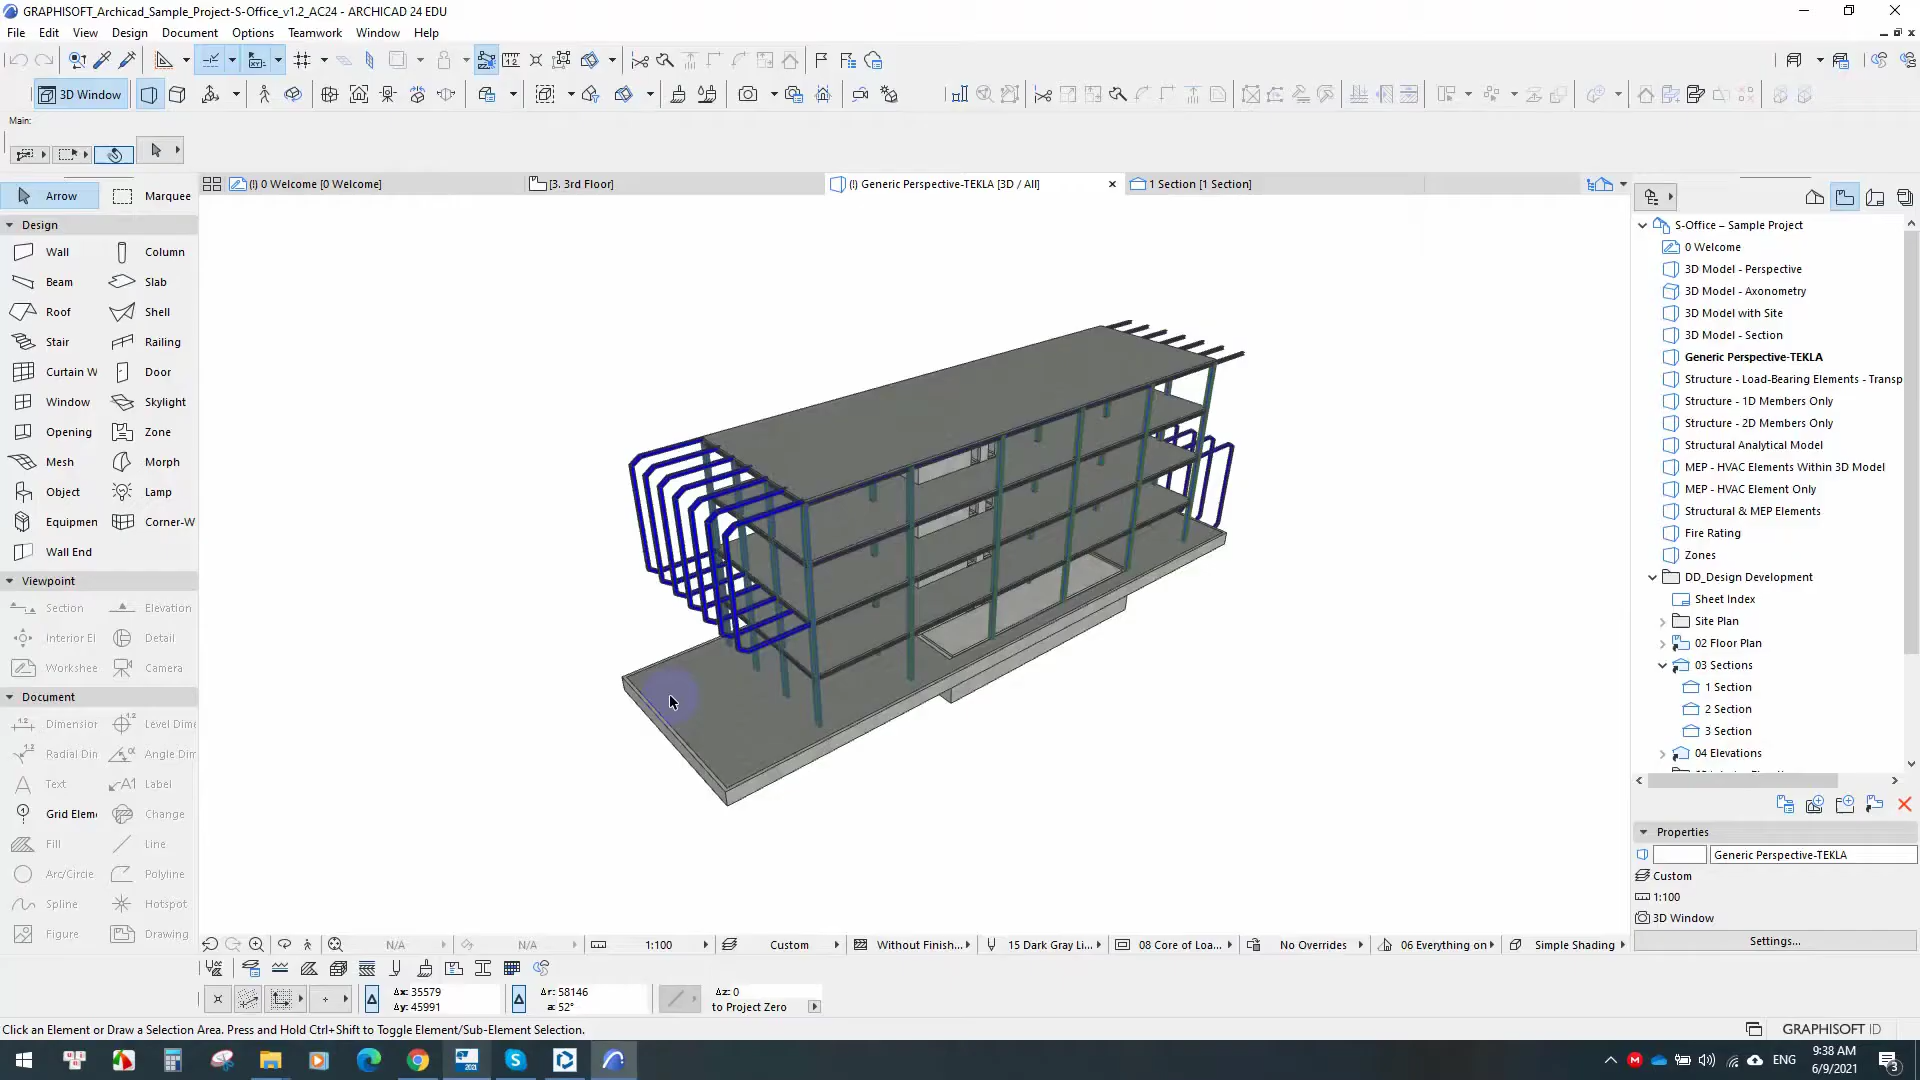 GRAPHISOFT_Archicad_Sample_Project-S-Office_v1.2_AC24 - ARCHICAD 24 EDU
File Edit View Design Document Options Teamwork Window Help
3D Window
Main:
(!) 0 Welcome [0 Welcome]
[3. 3rd Floor]
(!) Generic Perspective-TEKLA [3D / All]
1 Section [1 Section]
Arrow Marquee
Design
Wall Column
Beam Slab
Roof Shell
Stair Railing
Curtain W Door
Window Skylight
Opening Zone
Mesh Morph
Object Lamp
Equipmen Corner-W
Wall End
Viewpoint
Section Elevation
Interior El Detail
Workshee Camera
Document
Dimension Level Dime
Radial Din Angle Dim
Text Label
Grid Elem Change
Fill Line
Arc/Circle Polyline
Spline Hotspot
Figure Drawing
S-Office – Sample Project
0 Welcome
3D Model - Perspective
3D Model - Axonometry
3D Model with Site
3D Model - Section
Generic Perspective-TEKLA
Structure - Load-Bearing Elements - Transp
Structure - 1D Members Only
Structure - 2D Members Only
Structural Analytical Model
MEP - HVAC Elements Within 3D Model
MEP - HVAC Element Only
Structural & MEP Elements
Fire Rating
Zones
DD_Design Development
Sheet Index
Site Plan
02 Floor Plan
03 Sections
1 Section
2 Section
3 Section
04 Elevations
Properties
Generic Perspective-TEKLA
Custom
1:100
3D Window
Settings...
N/A N/A 1:100 Custom Without Finish... 15 Dark Gray Li... 08 Core of Loa... No Overrides 06 Everything on Simple Shading
Δx: 35579
Δy: 45991
Δr: 58146
a: 52°
Δz: 0
to Project Zero
Click an Element or Draw a Selection Area. Press and Hold Ctrl+Shift to Toggle Element/Sub-Element Selection.
GRAPHISOFT ID
ENG
9:38 AM
6/9/2021
3